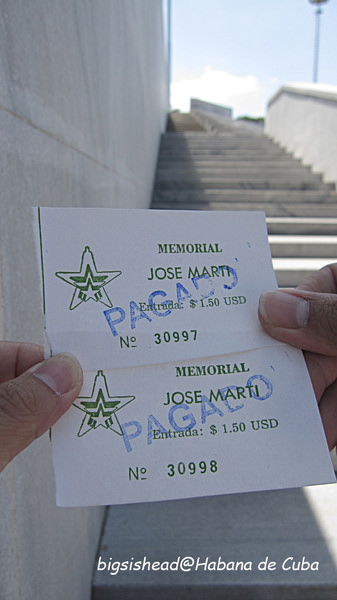 MEMORIAL
JOSE MARTI
PAGADO
Entrada: $ 1.50 USD
Nº 30997
MEMORIAL
JOSE MARTI
PAGADO
Entrada: $ 1.50 USD
Nº 30998
bigsishead@Habana de Cuba